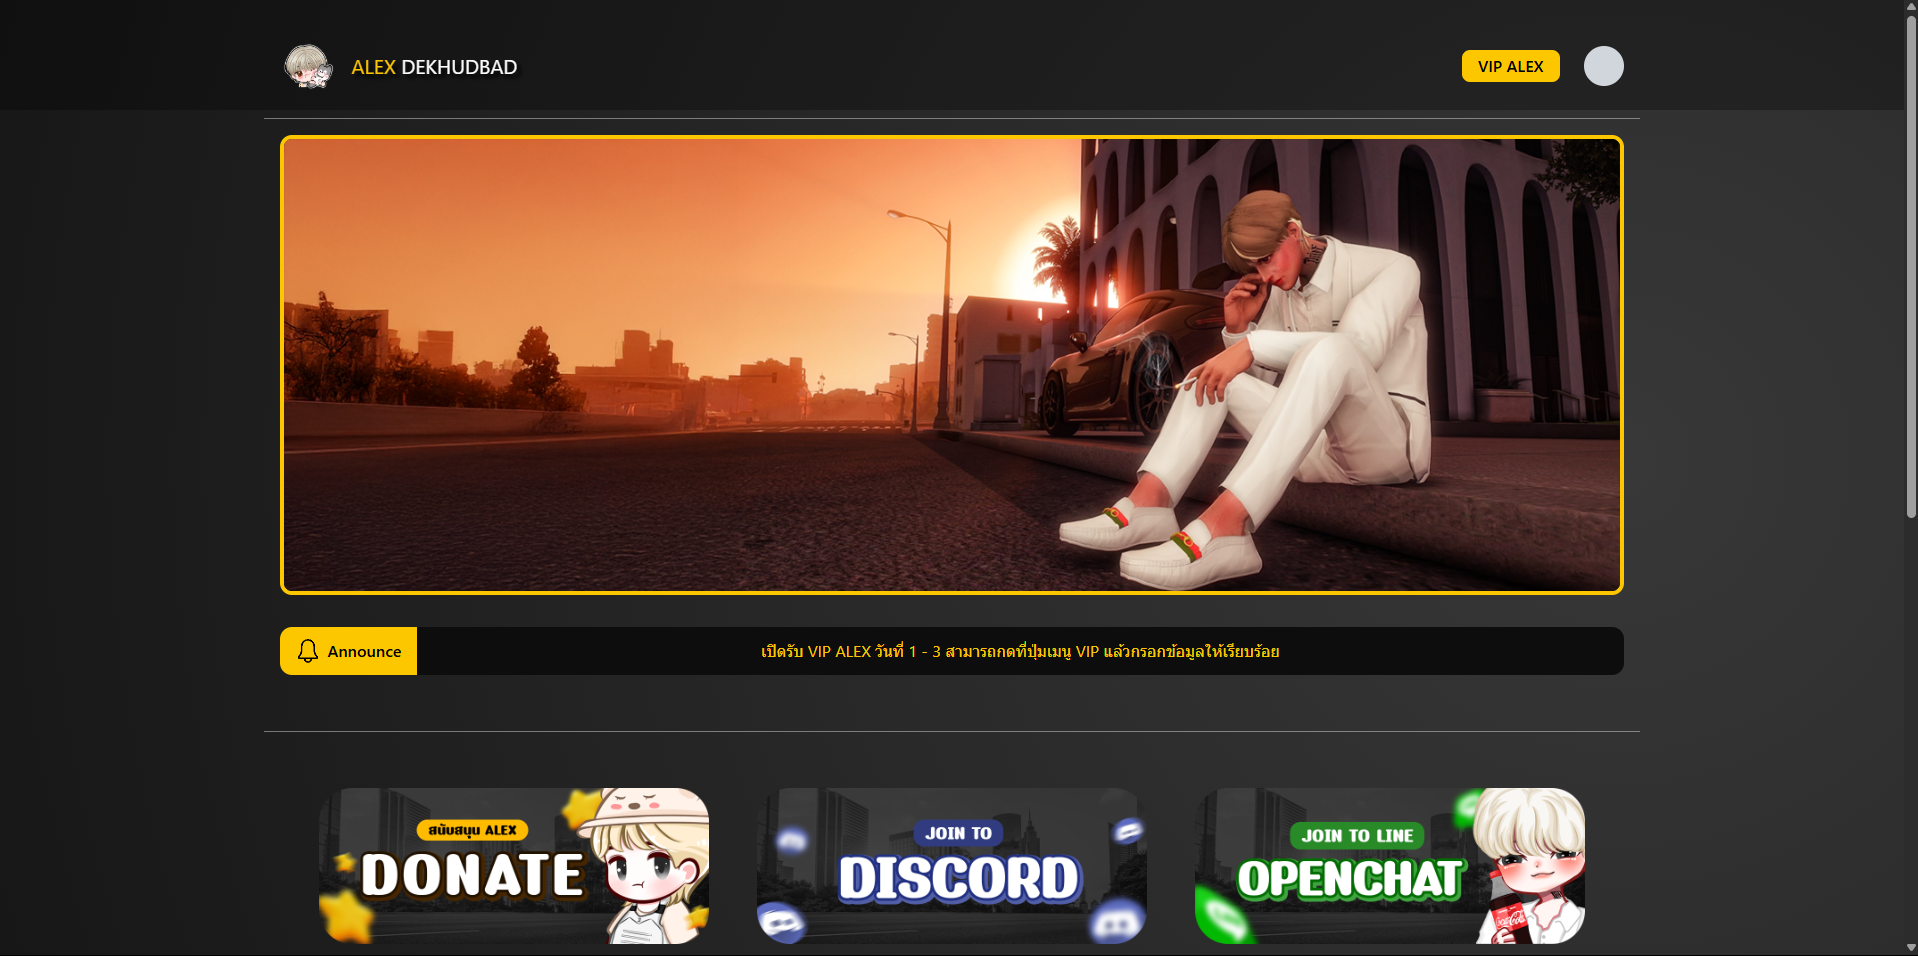 ALEX DEKHUDBAD
VIP ALEX
Announce
เปิดรับ VIP ALEX วันที่ 1 - 3 สามารถกดที่ปุ่มเมนู VIP แล้วกรอกข้อมูลให้เรียบร้อย
สนับสนุน ALEX
DONATE
JOIN TO
DISCORD
JOIN TO LINE
OPENCHAT
Coca-Cola